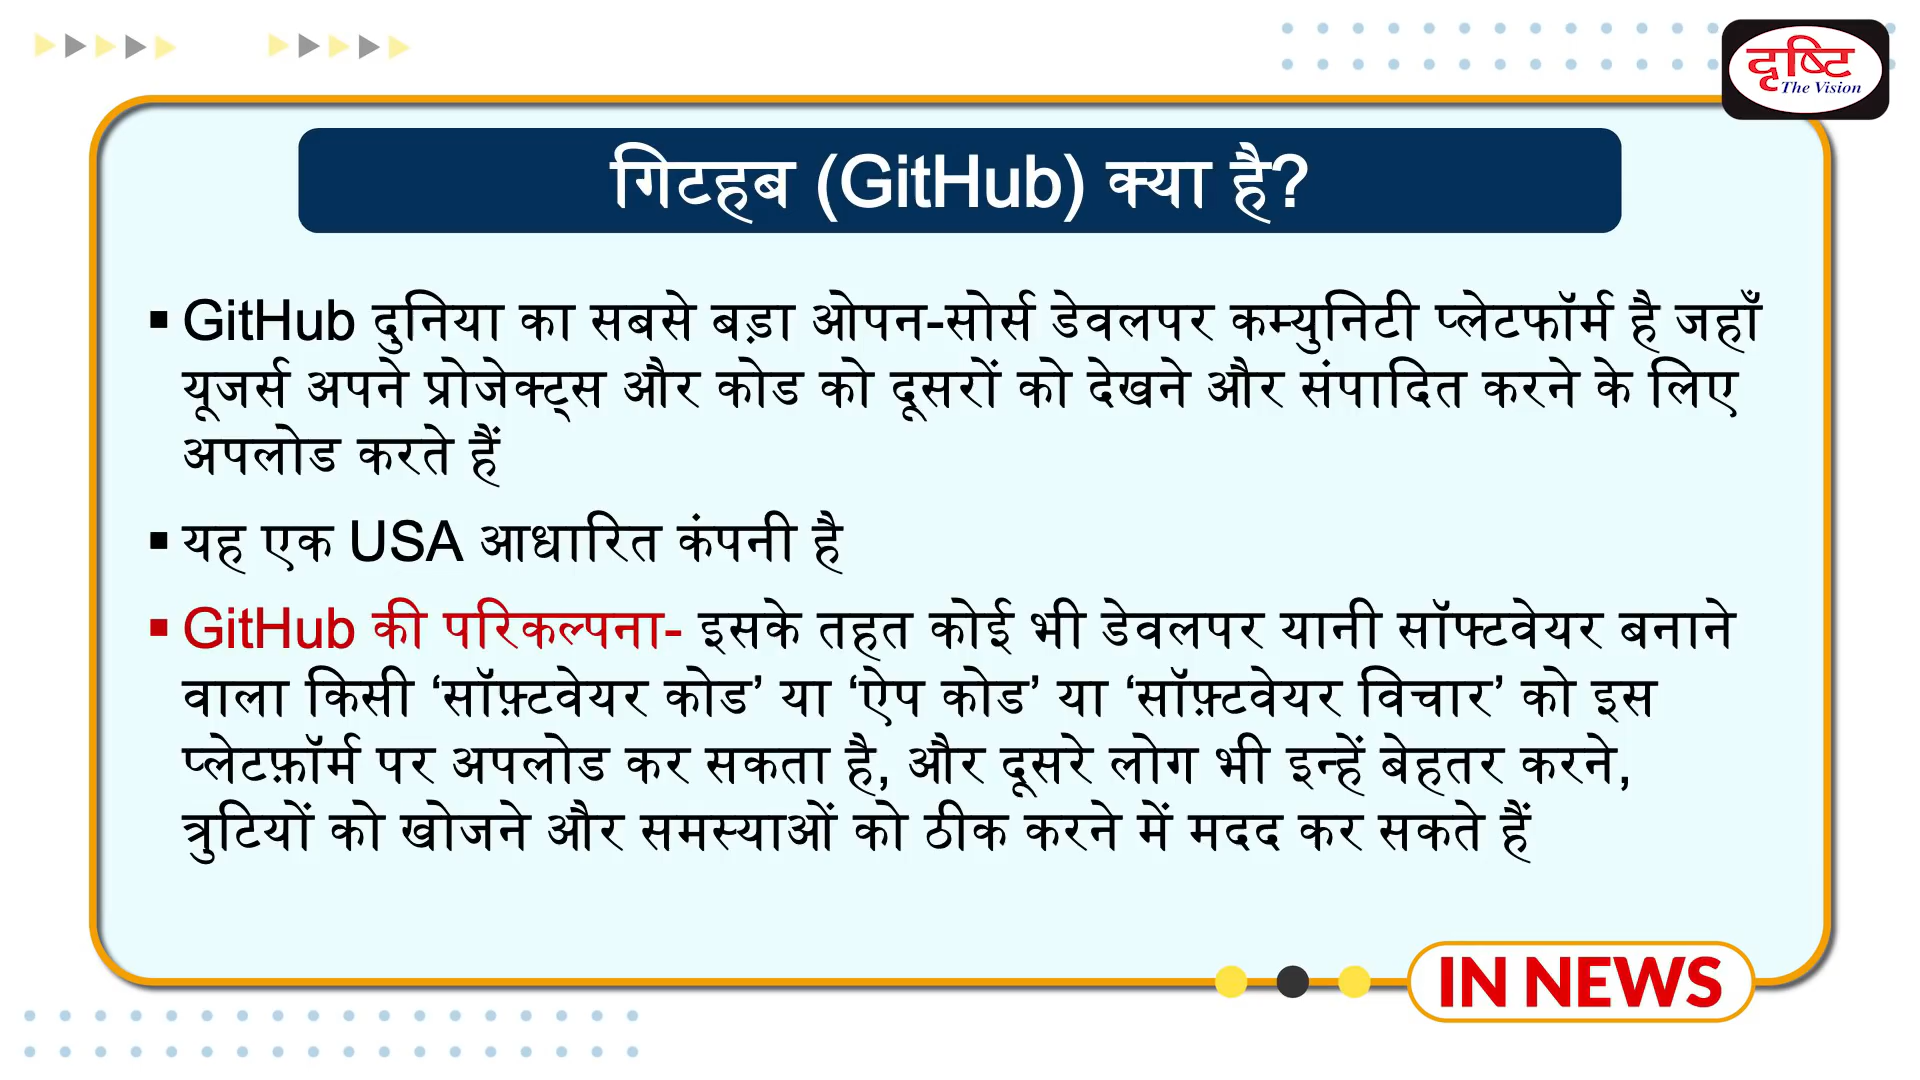 दृष्टि
The Vision
गिटहब (GitHub) क्या है?
▪ GitHub दुनिया का सबसे बड़ा ओपन-सोर्स डेवलपर कम्युनिटी प्लेटफॉर्म है जहाँ
यूजर्स अपने प्रोजेक्ट्स और कोड को दूसरों को देखने और संपादित करने के लिए
अपलोड करते हैं
▪ यह एक USA आधारित कंपनी है
▪ GitHub की परिकल्पना- इसके तहत कोई भी डेवलपर यानी सॉफ्टवेयर बनाने
वाला किसी ‘सॉफ़्टवेयर कोड’ या ‘ऐप कोड’ या ‘सॉफ़्टवेयर विचार’ को इस
प्लेटफ़ॉर्म पर अपलोड कर सकता है, और दूसरे लोग भी इन्हें बेहतर करने,
त्रुटियों को खोजने और समस्याओं को ठीक करने में मदद कर सकते हैं
IN NEWS